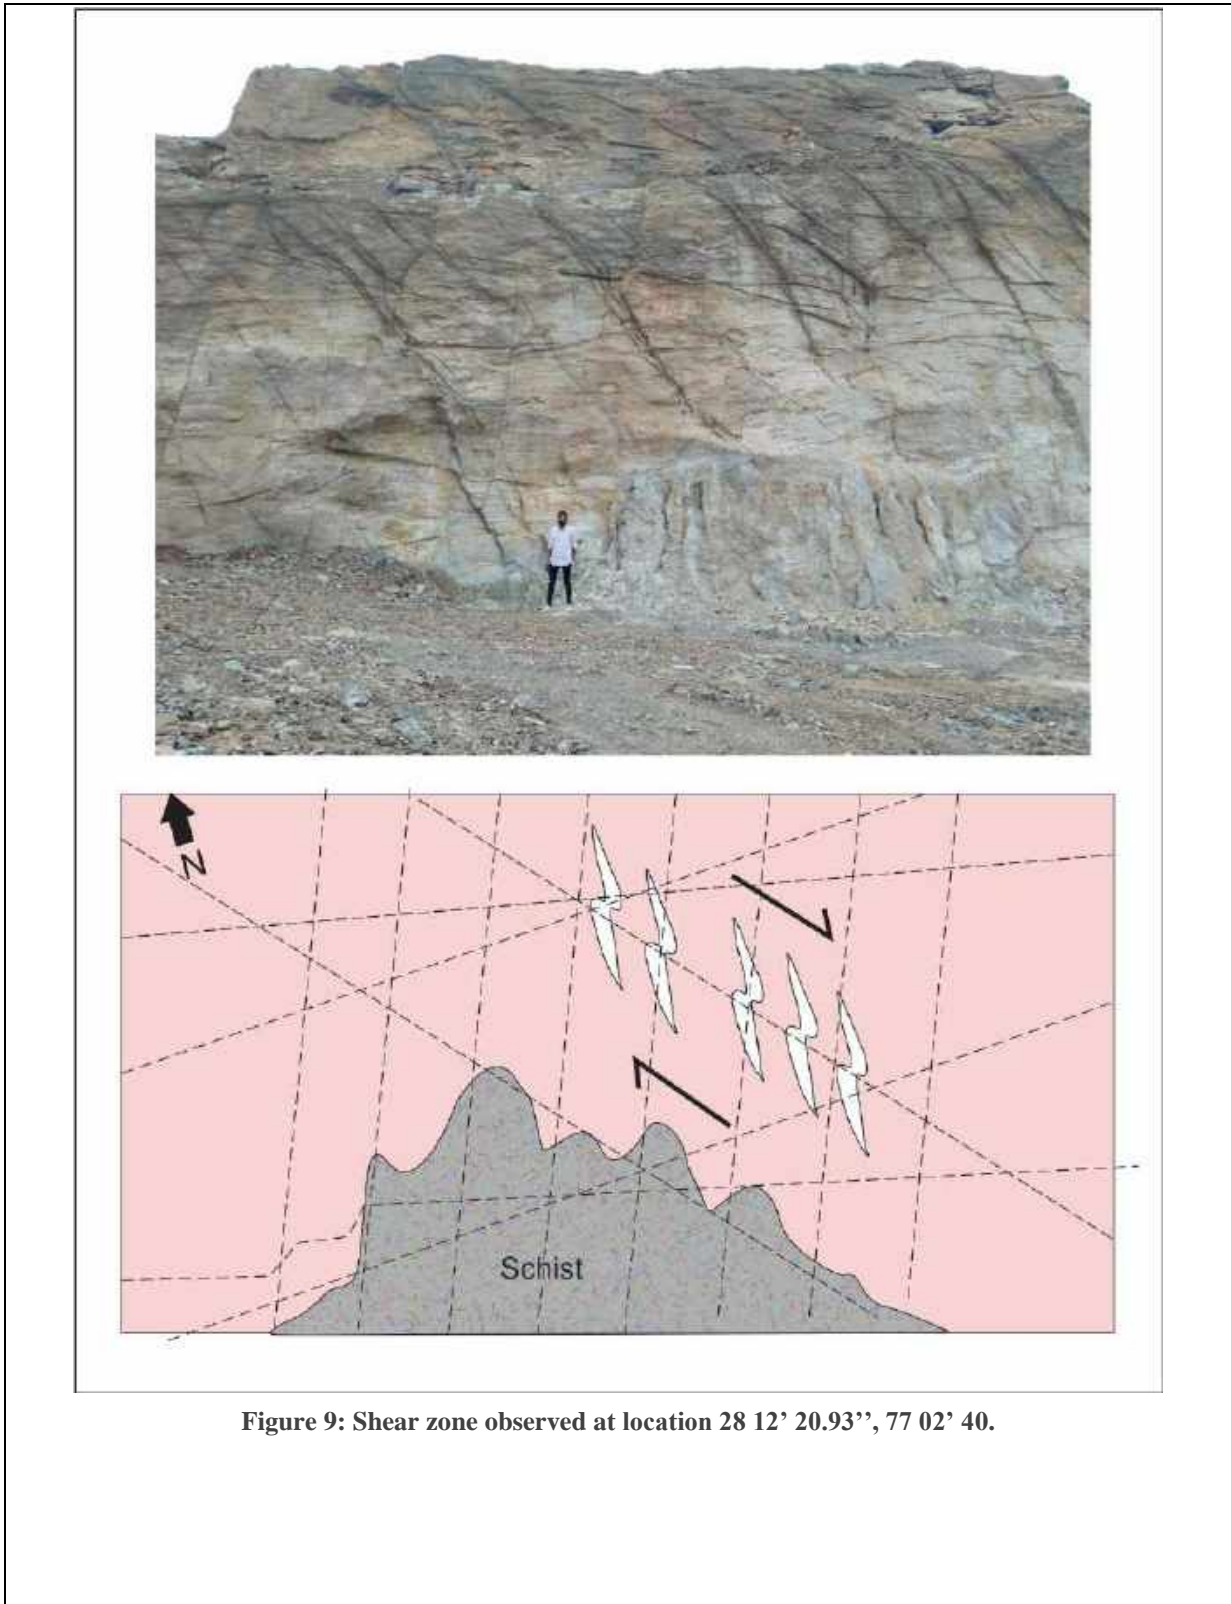 N
Schist
Figure 9: Shear zone observed at location 28 12’ 20.93’’, 77 02’ 40.